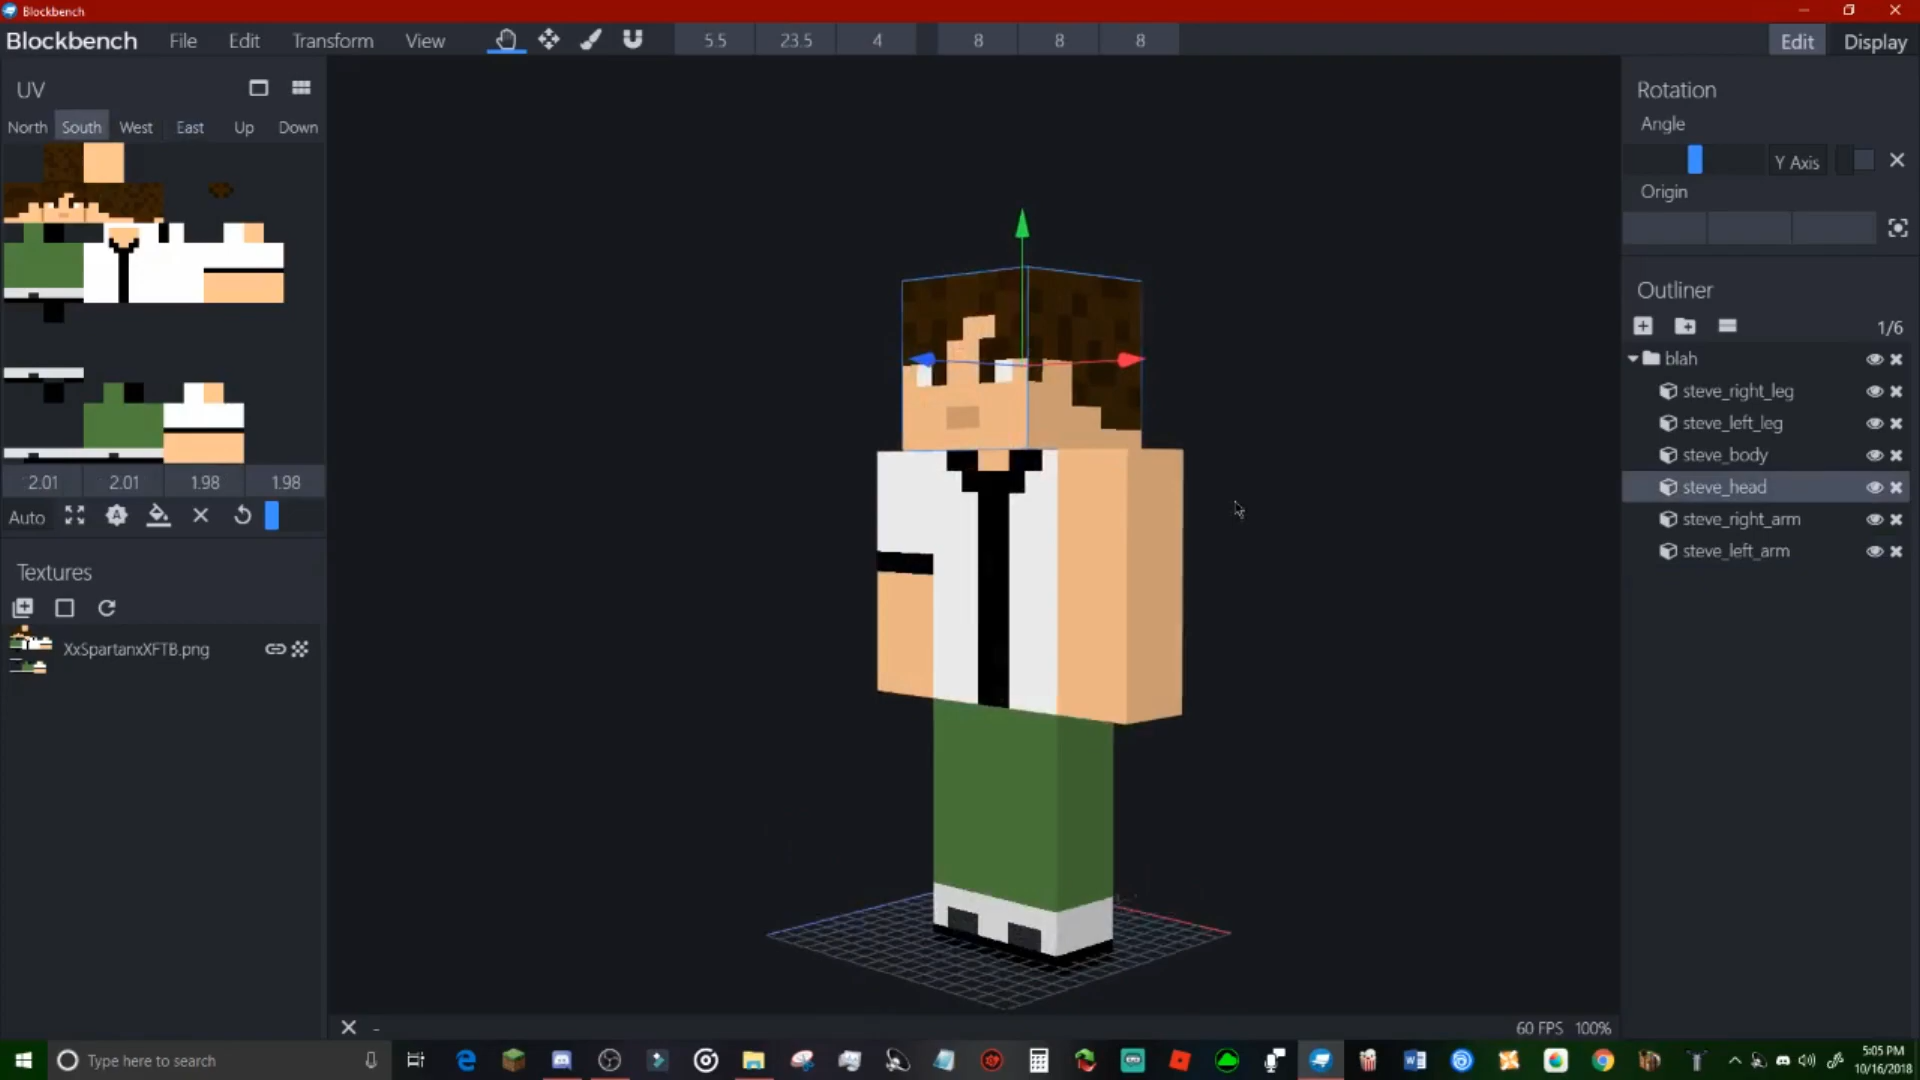 Blockbench
Blockbench File Edit Transform View 5.5 23.5 4 8 8 8 Edit Display
UV
North South West East Up Down
2.01 2.01 1.98 1.98
Auto
Textures
XxSpartanxXFTB.png
Rotation
Angle
Y Axis
Origin
Outliner
1/6
blah
steve_right_leg
steve_left_leg
steve_body
steve_head
steve_right_arm
steve_left_arm
- 60 FPS 100%
Type here to search
5:05 PM
10/16/2018